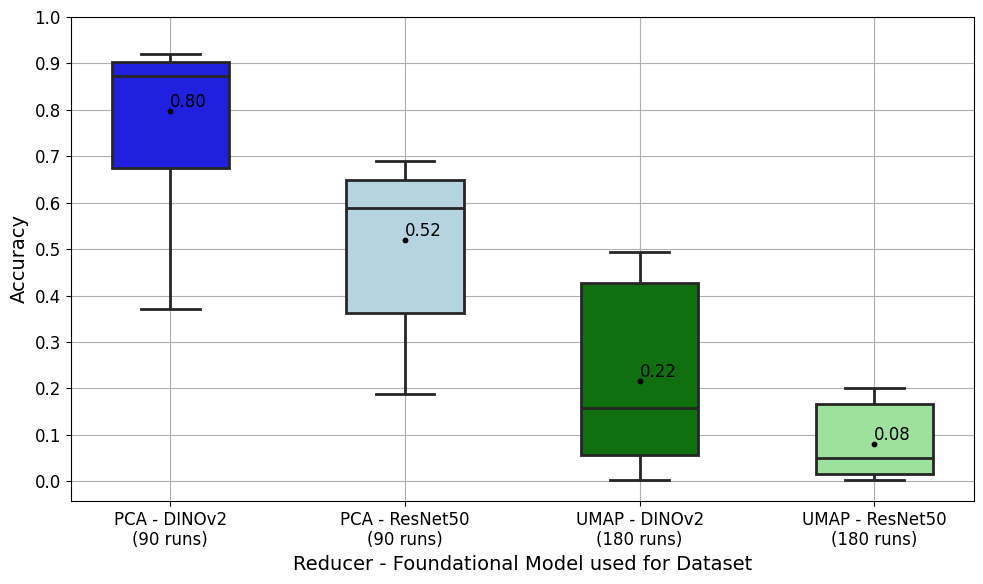 1.0
0.9
0.8
0.7
0.6
0.5
0.4
0.3
0.2
0.1
0.0
Accuracy
0.80
0.52
0.22
0.08
PCA - DINOv2
(90 runs)
PCA - ResNet50
(90 runs)
UMAP - DINOv2
(180 runs)
UMAP - ResNet50
(180 runs)
Reducer - Foundational Model used for Dataset